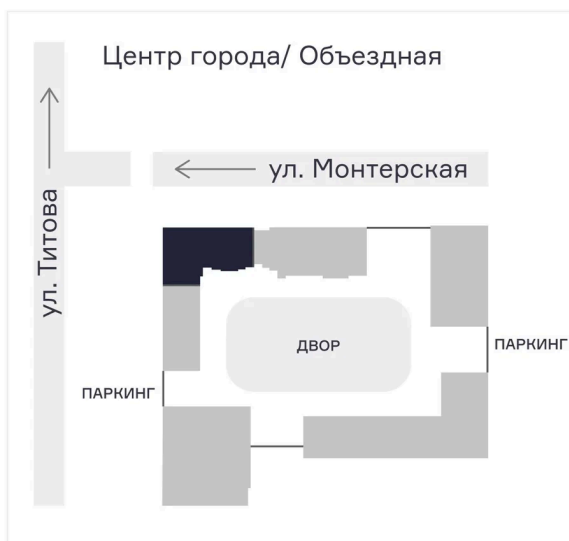 Центр города/ Объездная
ул. Монтерская
ул. Титова
ДВОР
ПАРКИНГ
ПАРКИНГ